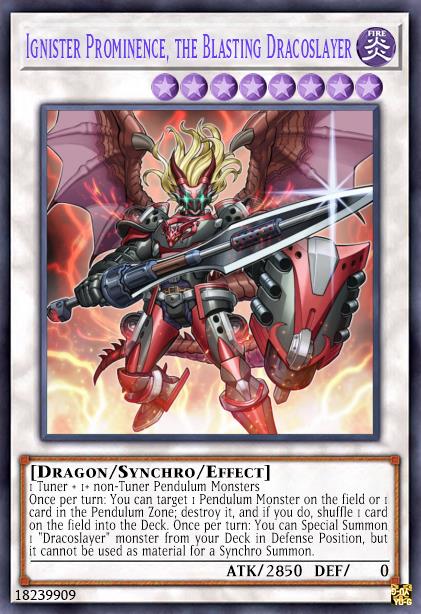 Ignister Prominence, the Blasting Dracoslayer
FIRE
炎
[Dragon/Synchro/Effect]
1 Tuner + 1+ non-Tuner Pendulum Monsters
Once per turn: You can target 1 Pendulum Monster on the field or 1
card in the Pendulum Zone; destroy it, and if you do, shuffle 1 card
on the field into the Deck. Once per turn: You can Special Summon
1 "Dracoslayer" monster from your Deck in Defense Position, but
it cannot be used as material for a Synchro Summon.
ATK/2850 DEF/ 0
18239909